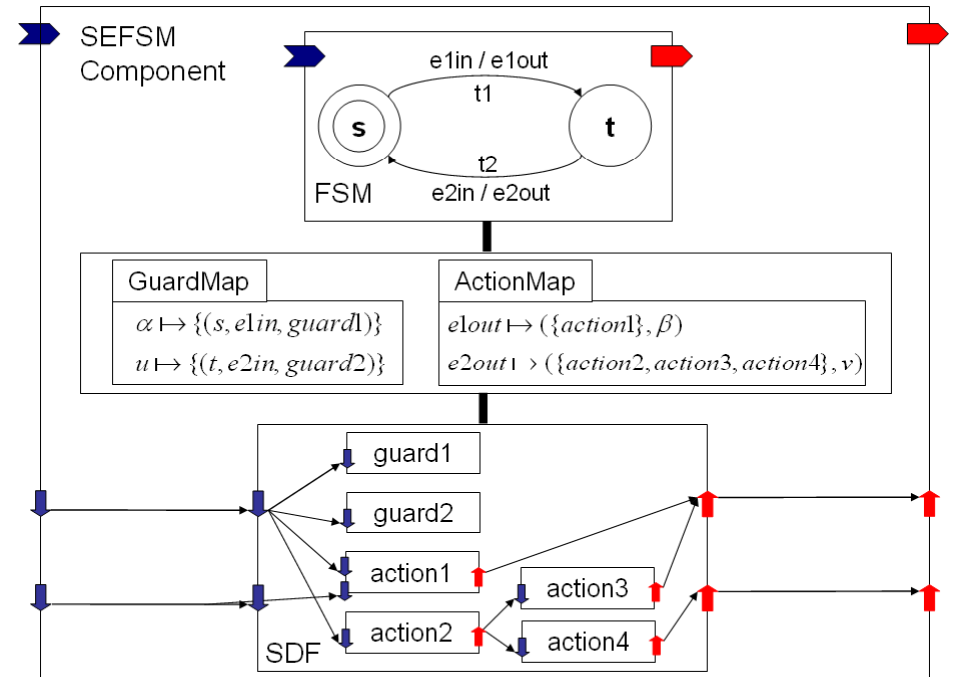 SEFSM
Component
e1in / e1out
t1
s
t
t2
e2in / e2out
FSM
GuardMap
α ↦ {(s, e1in, guard1)}
u ↦ {(t, e2in, guard2)}
ActionMap
e1out ↦ ({action1}, β)
e2out ↦ ({action2, action3, action4}, v)
guard1
guard2
action1
action3
action2
action4
SDF